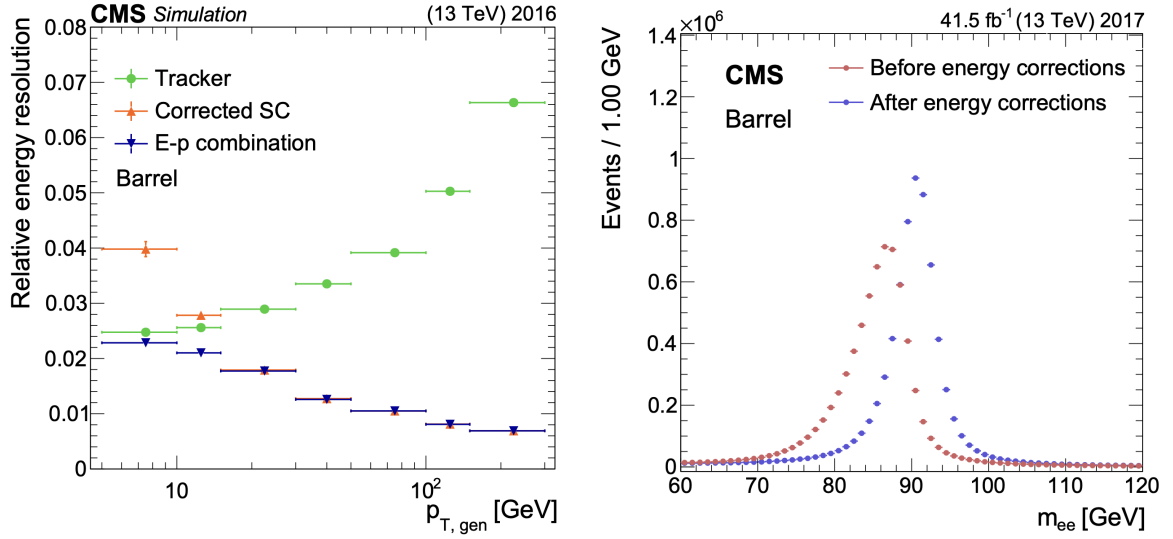 CMS Simulation (13 TeV) 2016
Relative energy resolution
0.08
0.07
0.06
0.05
0.04
0.03
0.02
0.01
0
Tracker
Corrected SC
E-p combination
Barrel
10
10²
p_T, gen [GeV]
41.5 fb⁻¹ (13 TeV) 2017
×10⁶
Events / 1.00 GeV
1.4
1.2
1
0.8
0.6
0.4
0.2
0
CMS
Barrel
Before energy corrections
After energy corrections
60 70 80 90 100 110 120
m_ee [GeV]